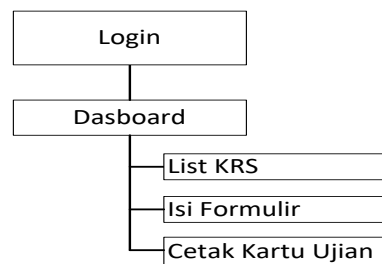 Login
Dasboard
List KRS
Isi Formulir
Cetak Kartu Ujian